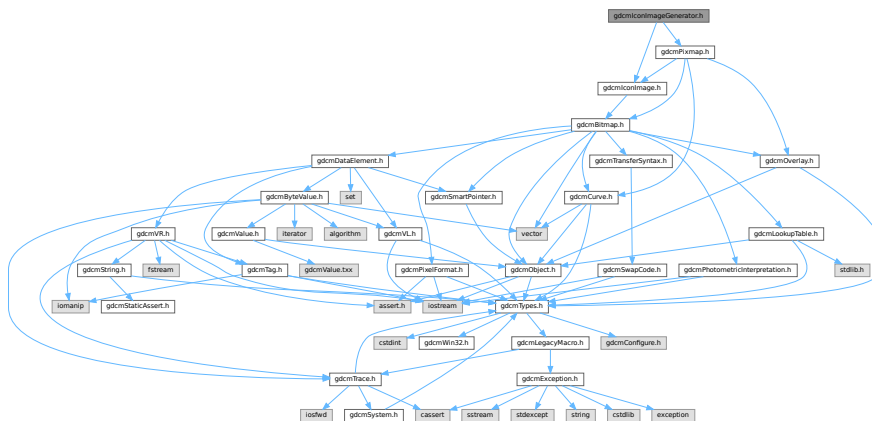 gdcmIconImageGenerator.h
gdcmPixmap.h
gdcmIconImage.h
gdcmBitmap.h
gdcmDataElement.h
gdcmTransferSyntax.h
gdcmOverlay.h
gdcmByteValue.h
set
gdcmSmartPointer.h
gdcmCurve.h
gdcmVR.h
gdcmValue.h
iterator
algorithm
gdcmVL.h
vector
gdcmLookupTable.h
gdcmString.h
fstream
gdcmTag.h
gdcmValue.txx
gdcmPixelFormat.h
gdcmObject.h
gdcmSwapCode.h
gdcmPhotometricInterpretation.h
stdlib.h
iomanip
gdcmStaticAssert.h
assert.h
iostream
gdcmTypes.h
cstdint
gdcmWin32.h
gdcmLegacyMacro.h
gdcmConfigure.h
gdcmTrace.h
gdcmException.h
iosfwd
gdcmSystem.h
cassert
sstream
stdexcept
string
cstdlib
exception